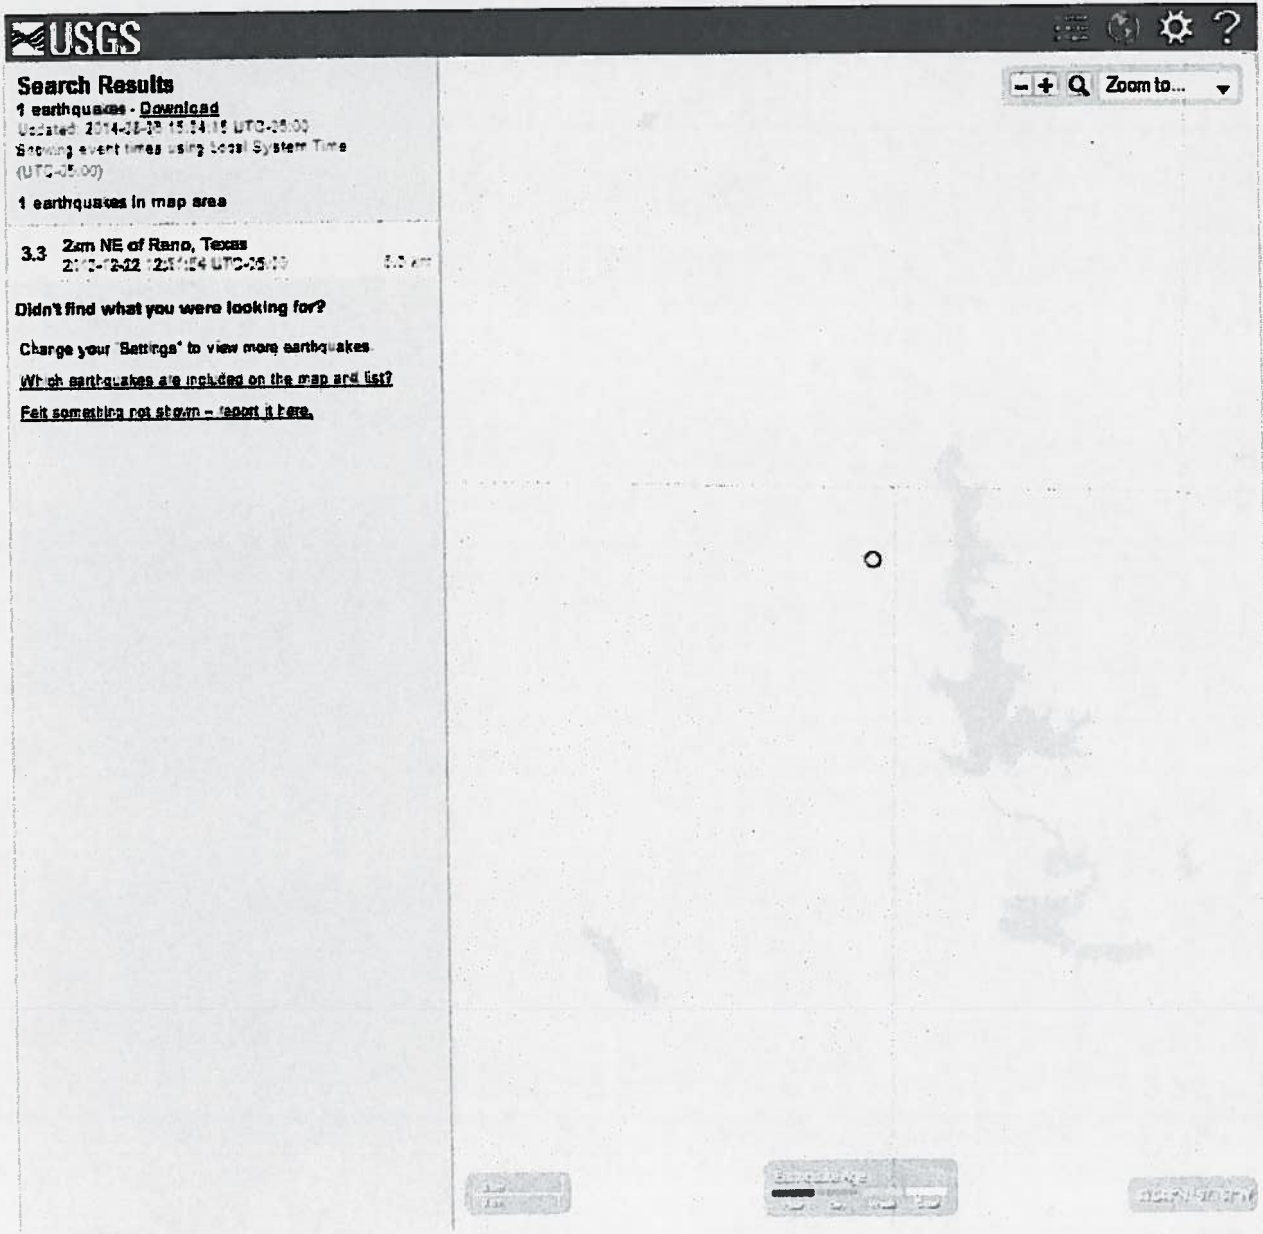 USGS
Zoom to...
Search Results
1 earthquakes - Download
Showing event times using Local System Time
1 earthquakes in map area
3.3 2km NE of Reno, Texas
Didn't find what you were looking for?
Change your "Settings" to view more earthquakes.
Which earthquakes are included on the map and list?
Felt something not shown – report it here.